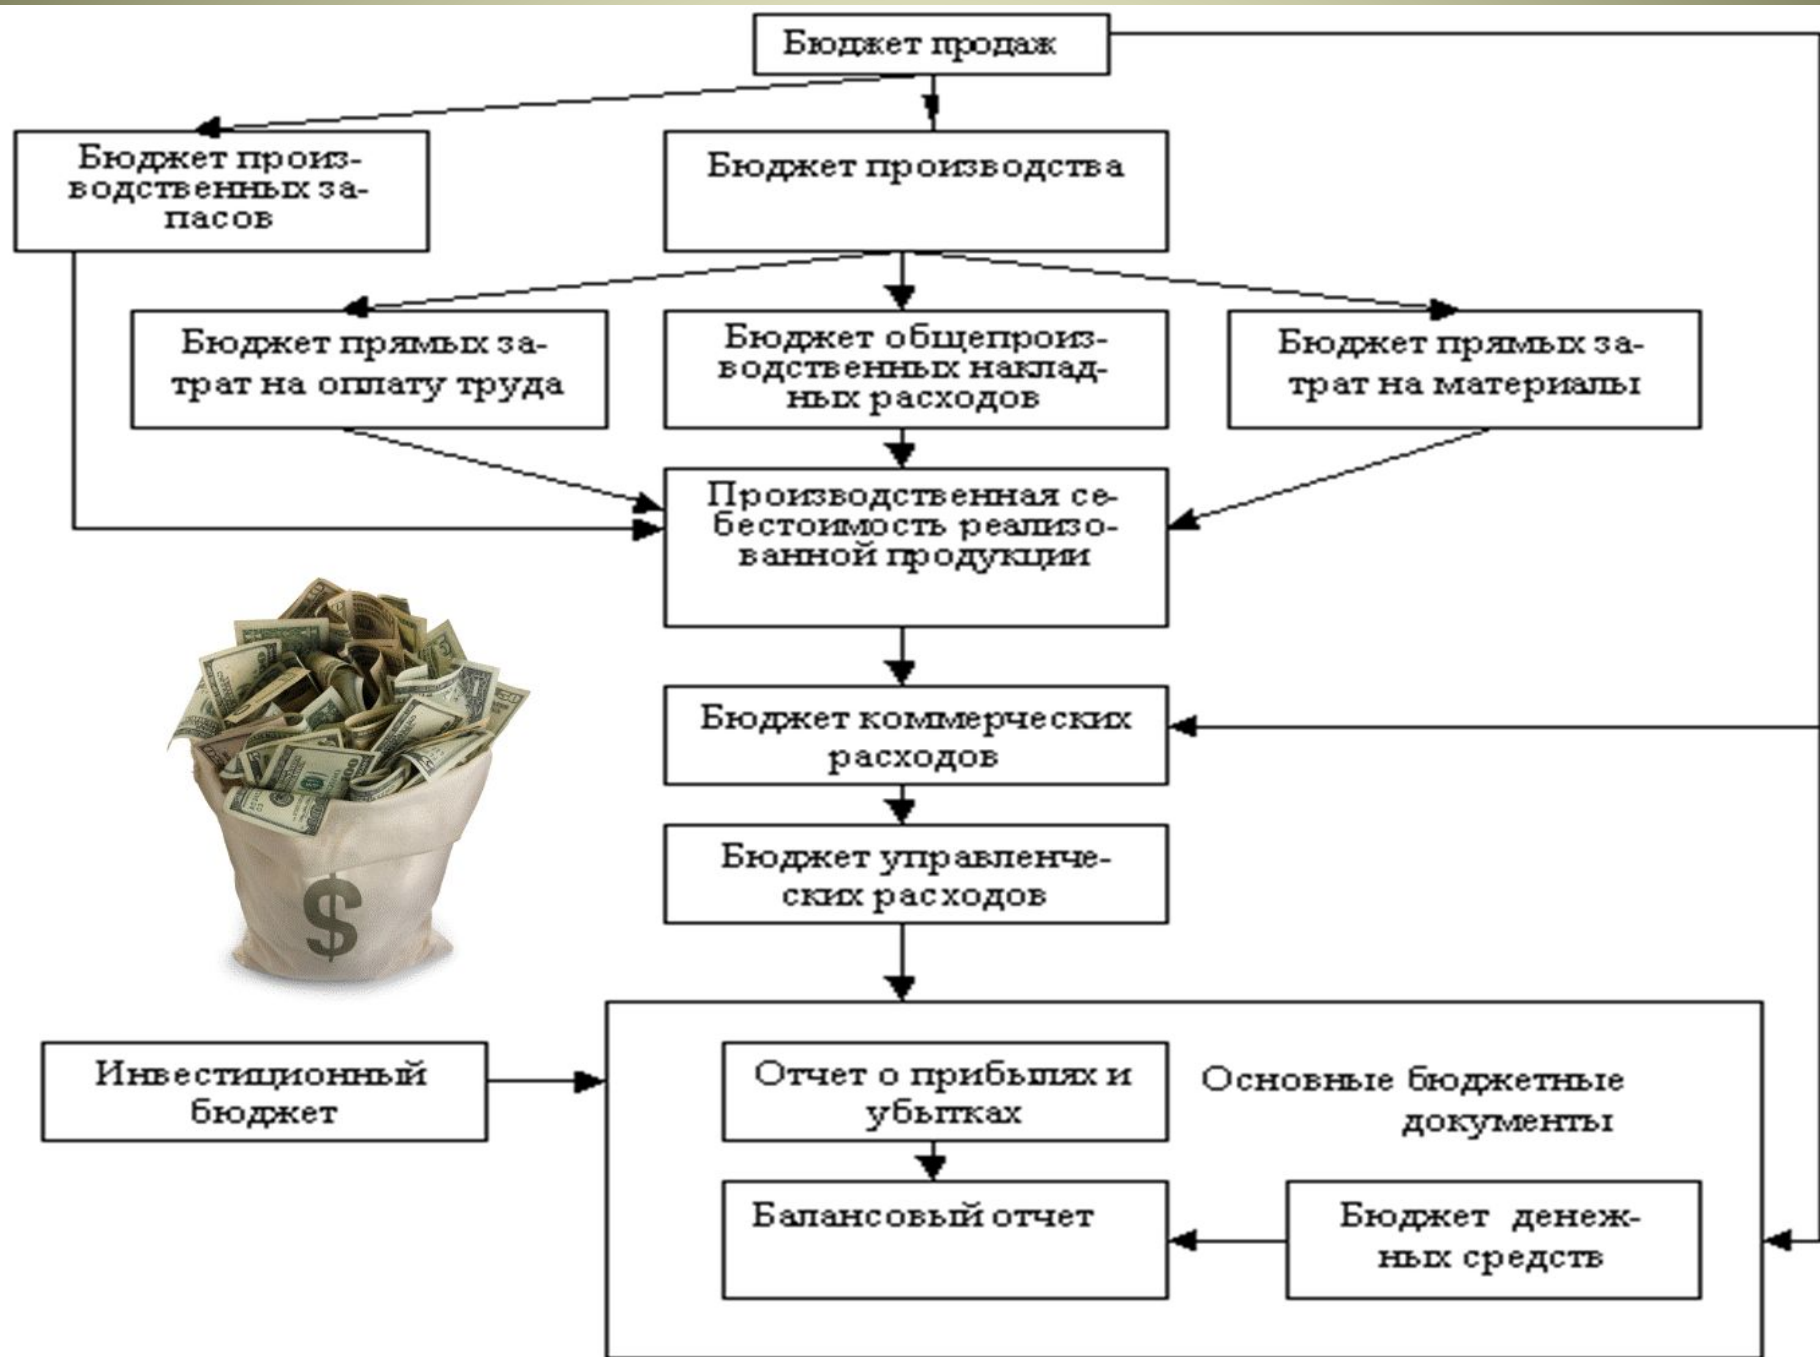 Бюджет продаж
Бюджет произ-
водственных за-
пасов
Бюджет производства
Бюджет прямых за-
трат на оплату труда
Бюджет общепроиз-
водственных наклад-
ных расходов
Бюджет прямых за-
трат на материалы
Производственная се-
бестоимость реализо-
ванной продукции
Бюджет коммерческих
расходов
Бюджет управленче-
ских расходов
$
Инвестиционный
бюджет
Отчет о прибылях и
убытках
Основные бюджетные
документы
Балансовый отчет
Бюджет денеж-
ных средств